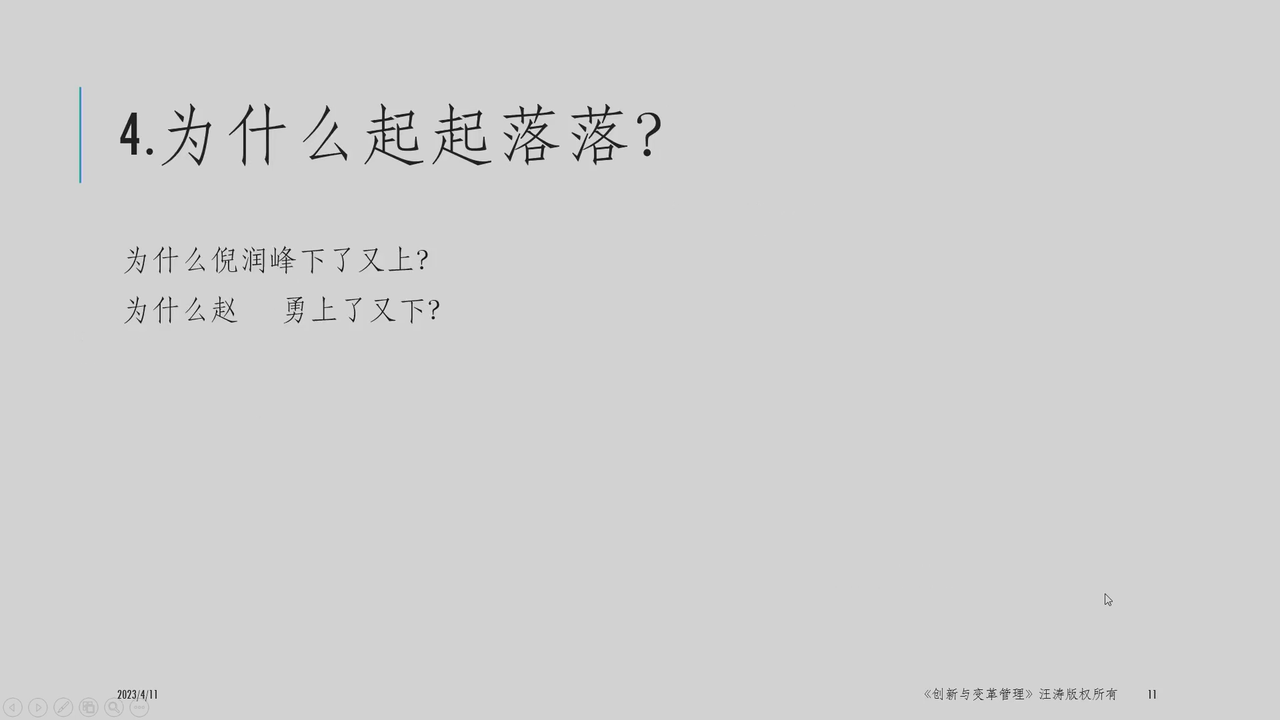 4.为什么起起落落?
为什么倪润峰下了又上?
为什么赵 勇上了又下?
2023/4/11
《创新与变革管理》汪涛版权所有
11